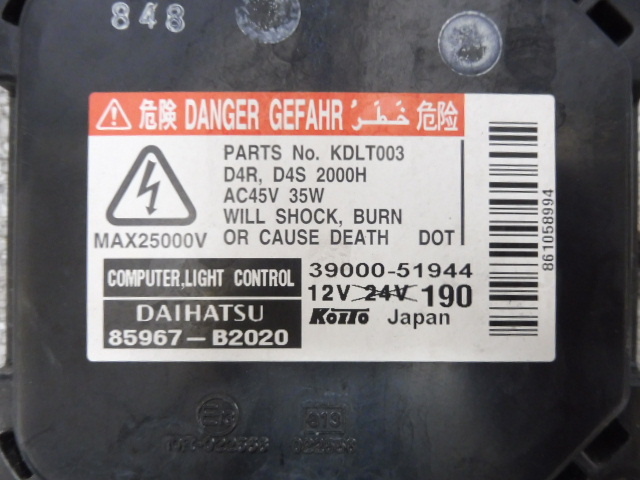 848
危険 DANGER GEFAHR خَطَرْ 危险
PARTS No. KDLT003
D4R, D4S 2000H
AC45V 35W
WILL SHOCK, BURN
OR CAUSE DEATH DOT
MAX25000V
COMPUTER,LIGHT CONTROL
39000-51944
12V 24V 190
DAIHATSU
85967-B2020
KOITO Japan
861058994